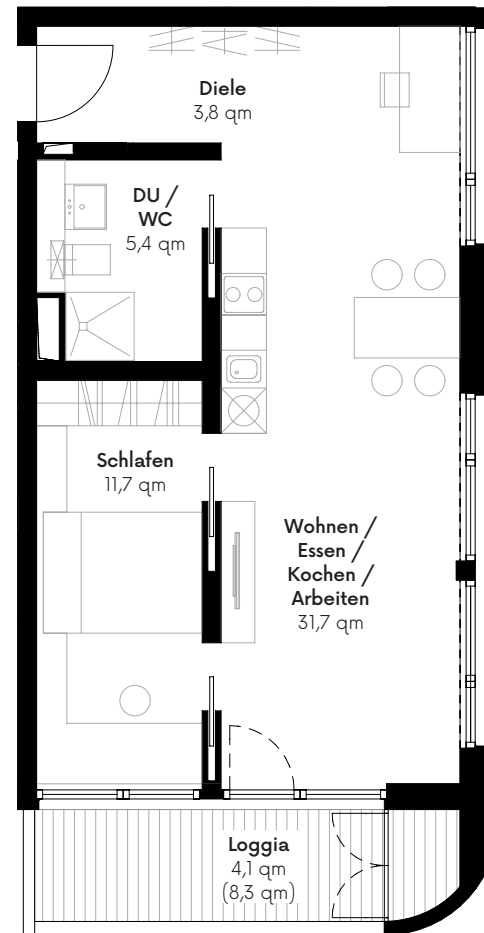 Diele
3,8 qm
DU /
WC
5,4 qm
Schlafen
11,7 qm
Wohnen /
Essen /
Kochen /
Arbeiten
31,7 qm
Loggia
4,1 qm
(8,3 qm)